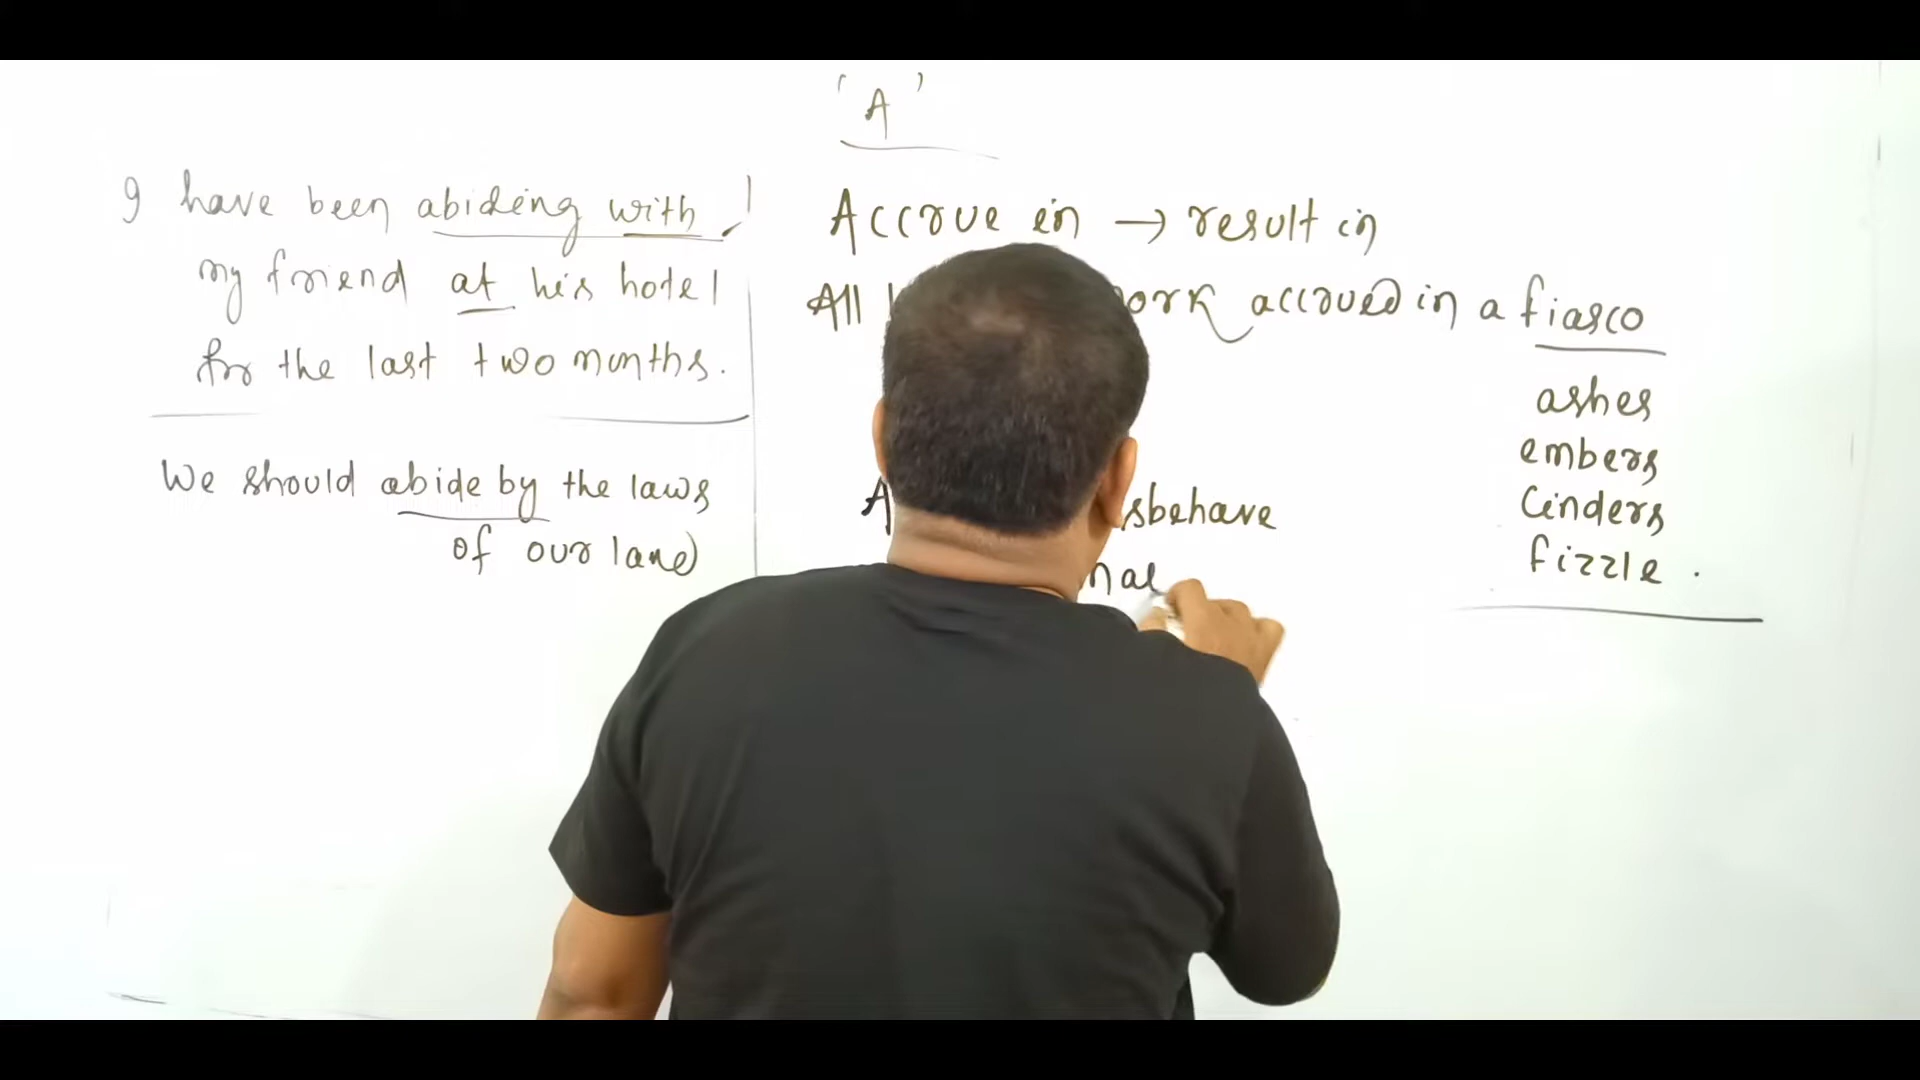 'A'
I have been abiding with
my friend at his hotel
for the last two months.
We should abide by the laws
of our land
Accrue in → result in
All work accrued in a fiasco
ashes
embers
Cinders
fizzle .
misbehave